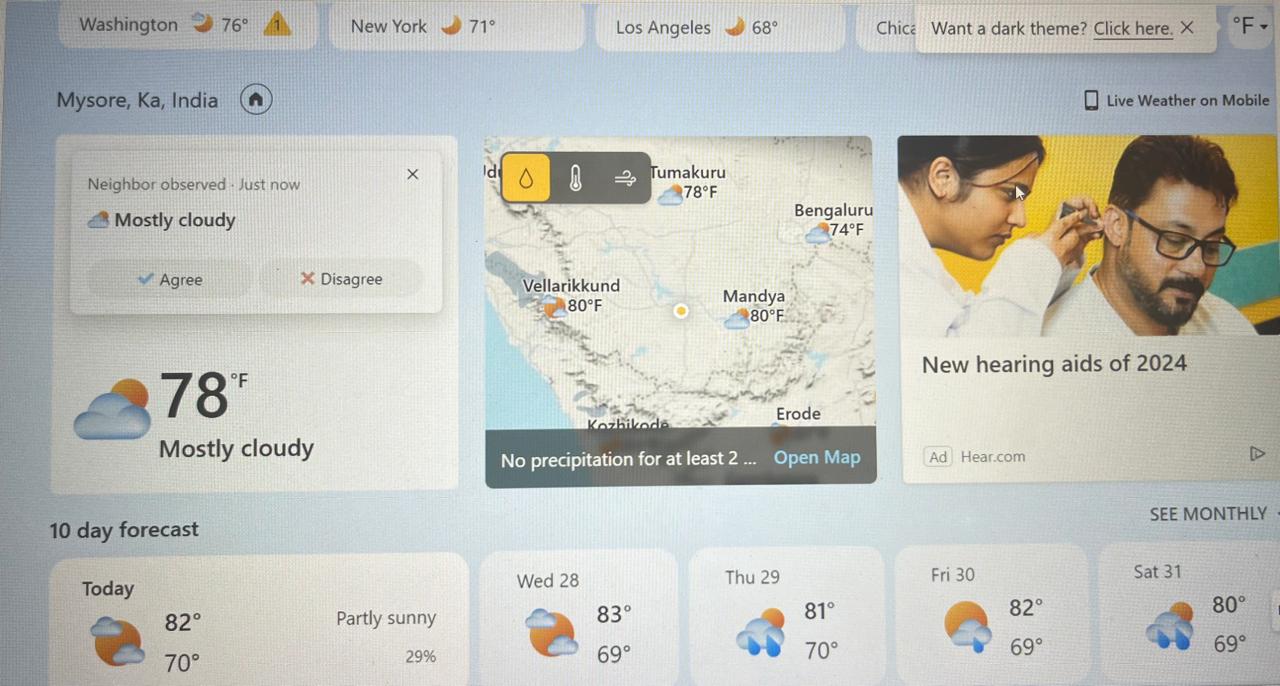 Washington 76° 1
New York 71°
Los Angeles 68°
Want a dark theme? Click here.
°F
Mysore, Ka, India
Live Weather on Mobile
Neighbor observed · Just now
Mostly cloudy
Agree
Disagree
78 °F
Mostly cloudy
Tumakuru
78°F
Bengaluru
74°F
Vellarikkund
80°F
Mandya
80°F
Kozhikode
Erode
No precipitation for at least 2 ... Open Map
New hearing aids of 2024
Ad Hear.com
10 day forecast
SEE MONTHLY
Today
82°
70°
Partly sunny
29%
Wed 28
83°
69°
Thu 29
81°
70°
Fri 30
82°
69°
Sat 31
80°
69°